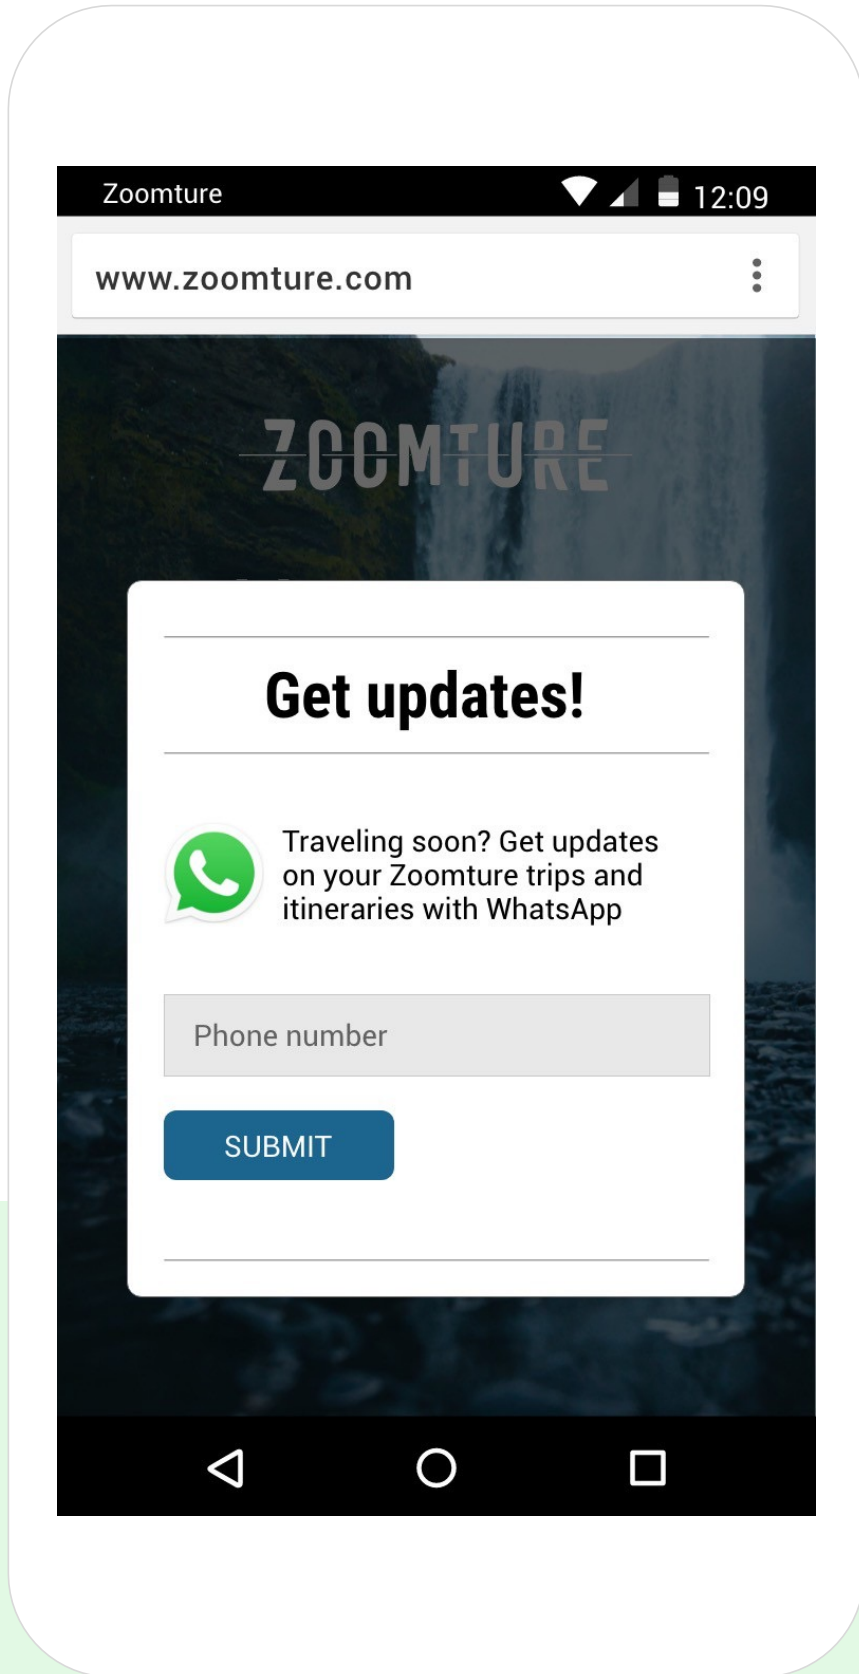 Zoomture
12:09
www.zoomture.com
ZOOMTURE
Get updates!
Traveling soon? Get updates
on your Zoomture trips and
itineraries with WhatsApp
Phone number
SUBMIT